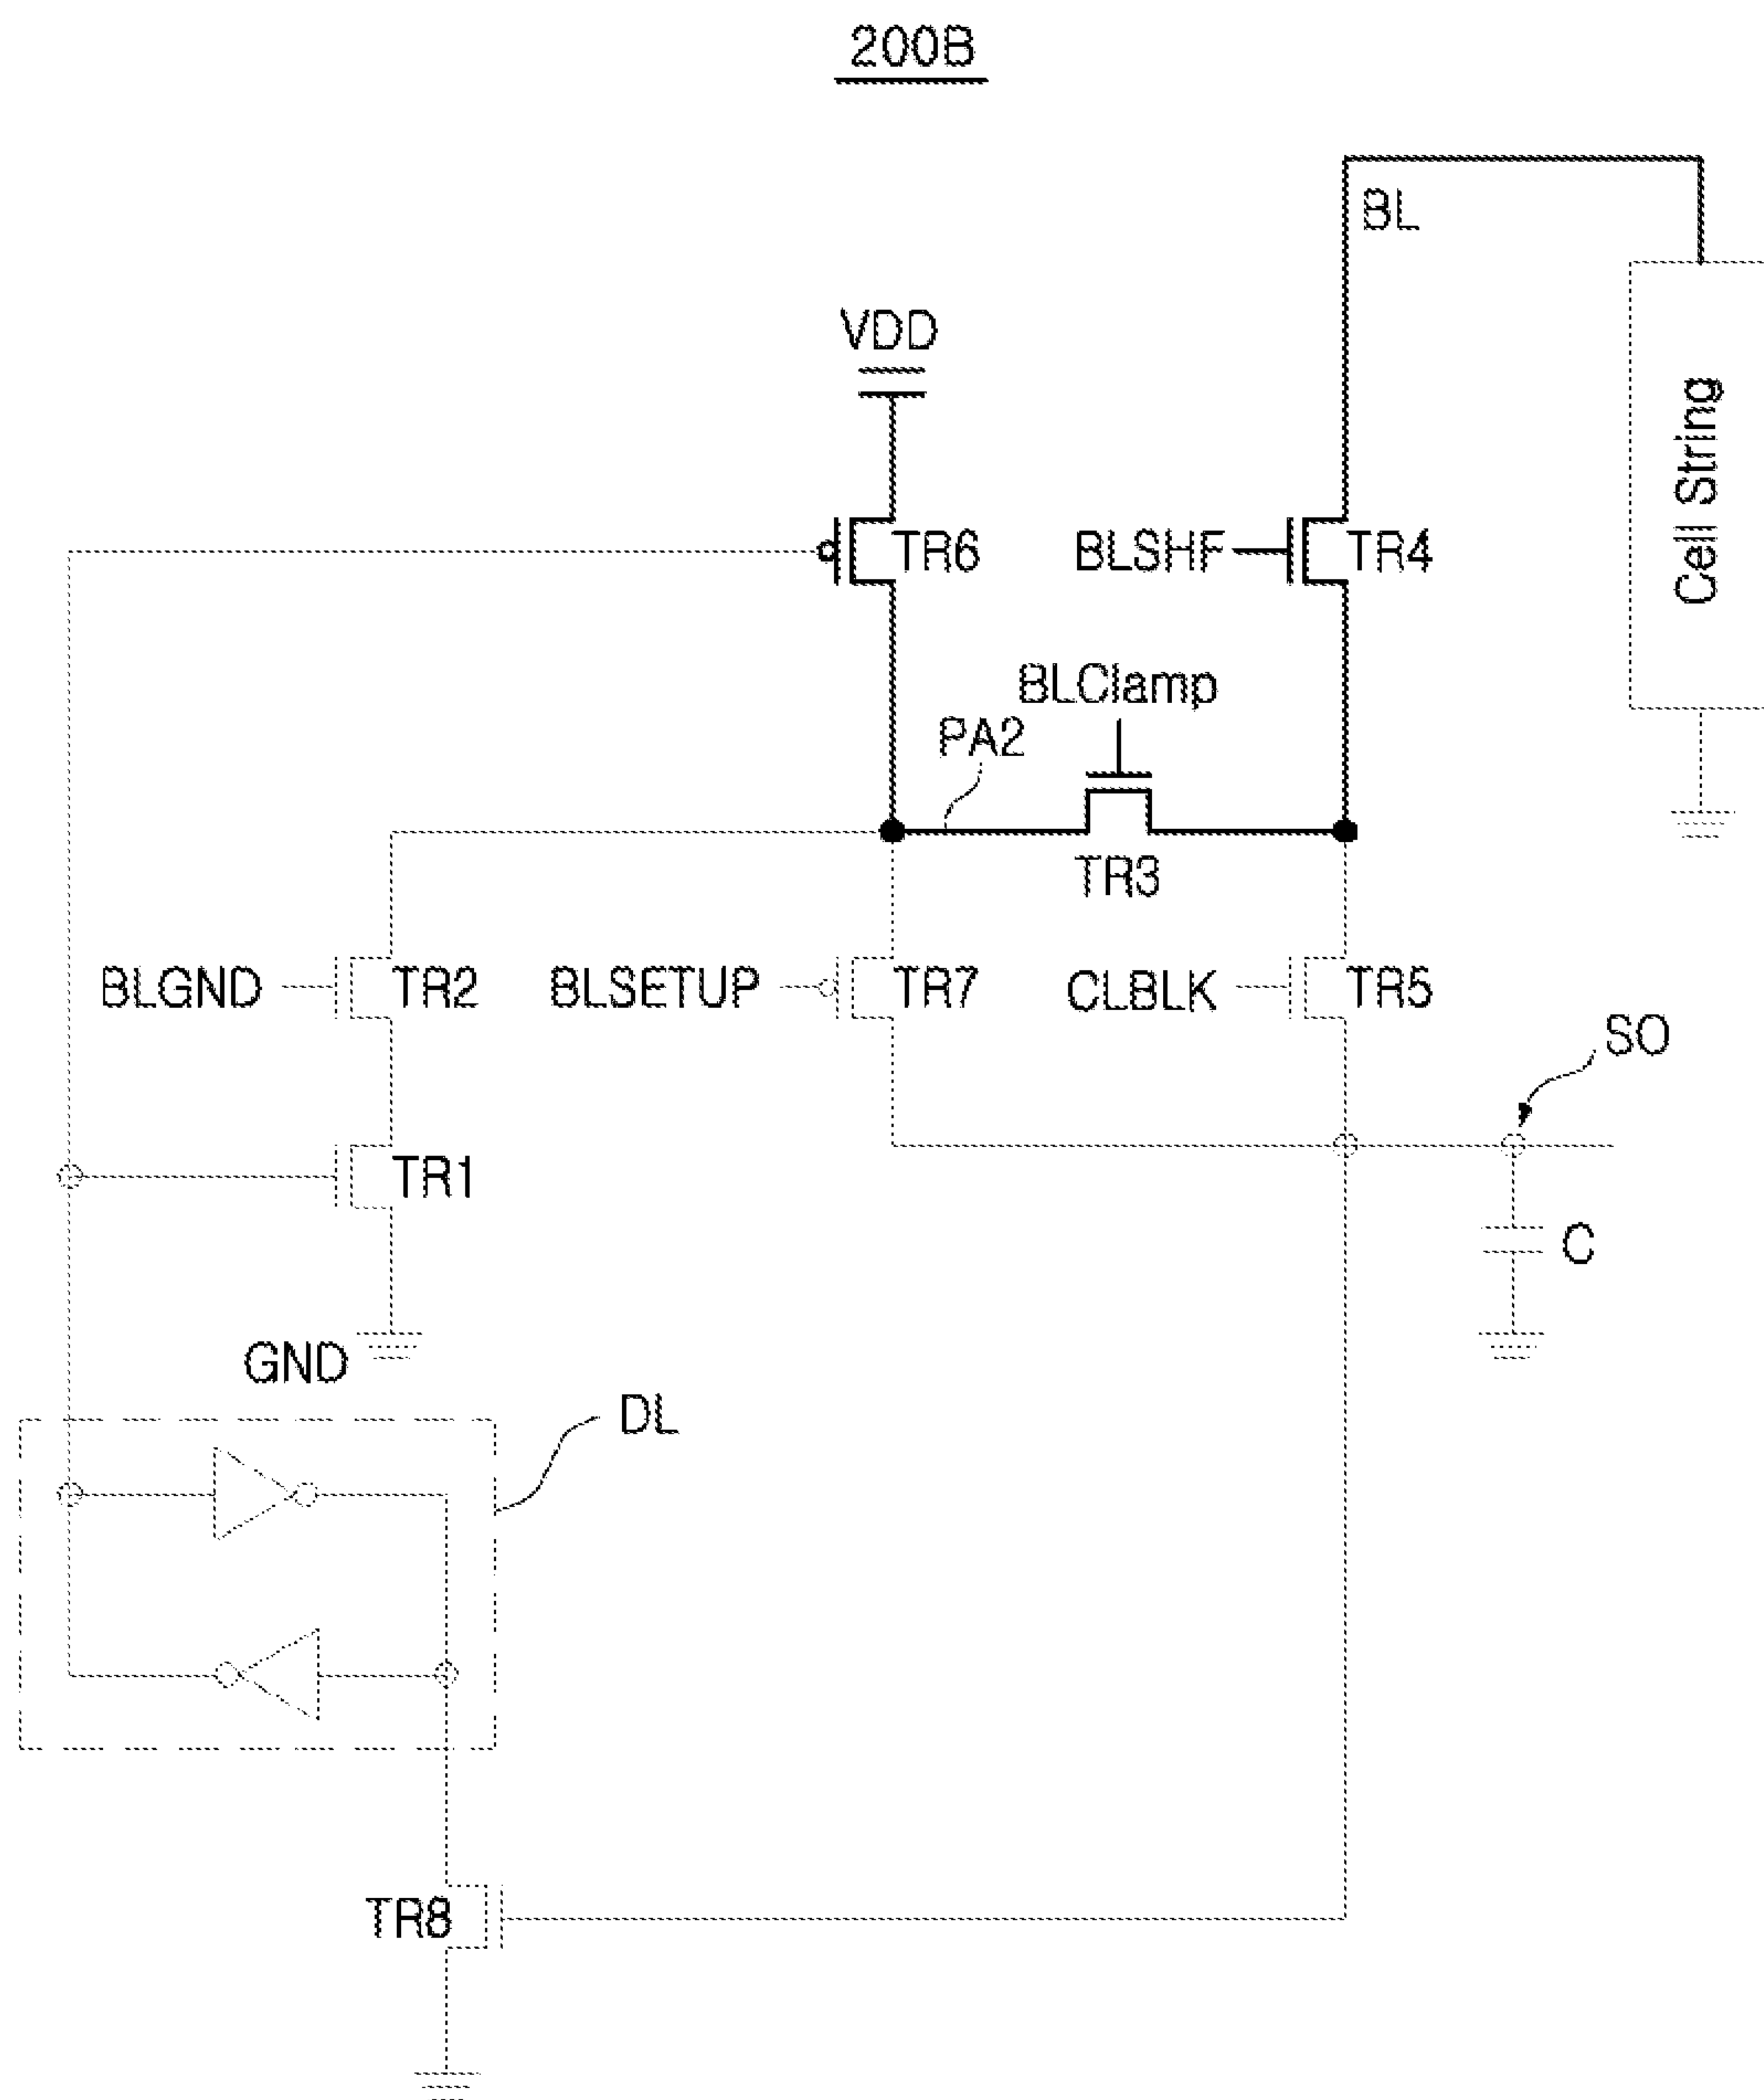 200B
BL
VDD
Cell String
TR6
BLSHF
TR4
BLClamp
PA2
TR3
BLGND
TR2
BLSETUP
TR7
CLBLK
TR5
SO
TR1
C
GND
DL
TR8